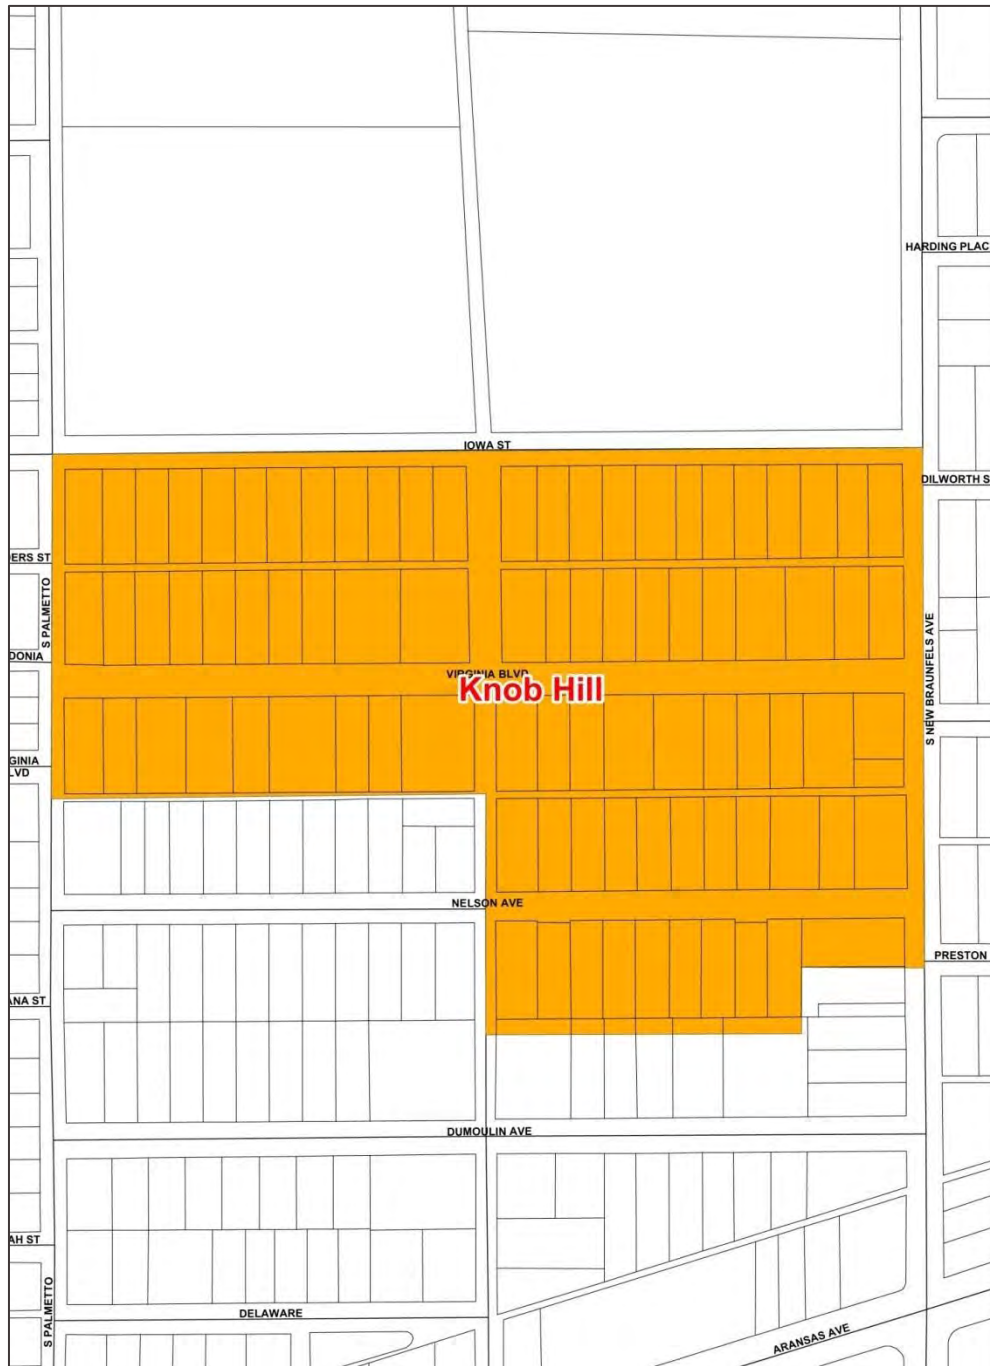 HARDING PLAC
IOWA ST
DILWORTH S
ERS ST
S PALMETTO
DONIA
VIRGINIA BLVD
Knob Hill
S NEW BRAUNFELS AVE
GINIA
LVD
NELSON AVE
PRESTON
ANA ST
DUMOULIN AVE
AH ST
S PALMETTO
DELAWARE
ARANSAS AVE